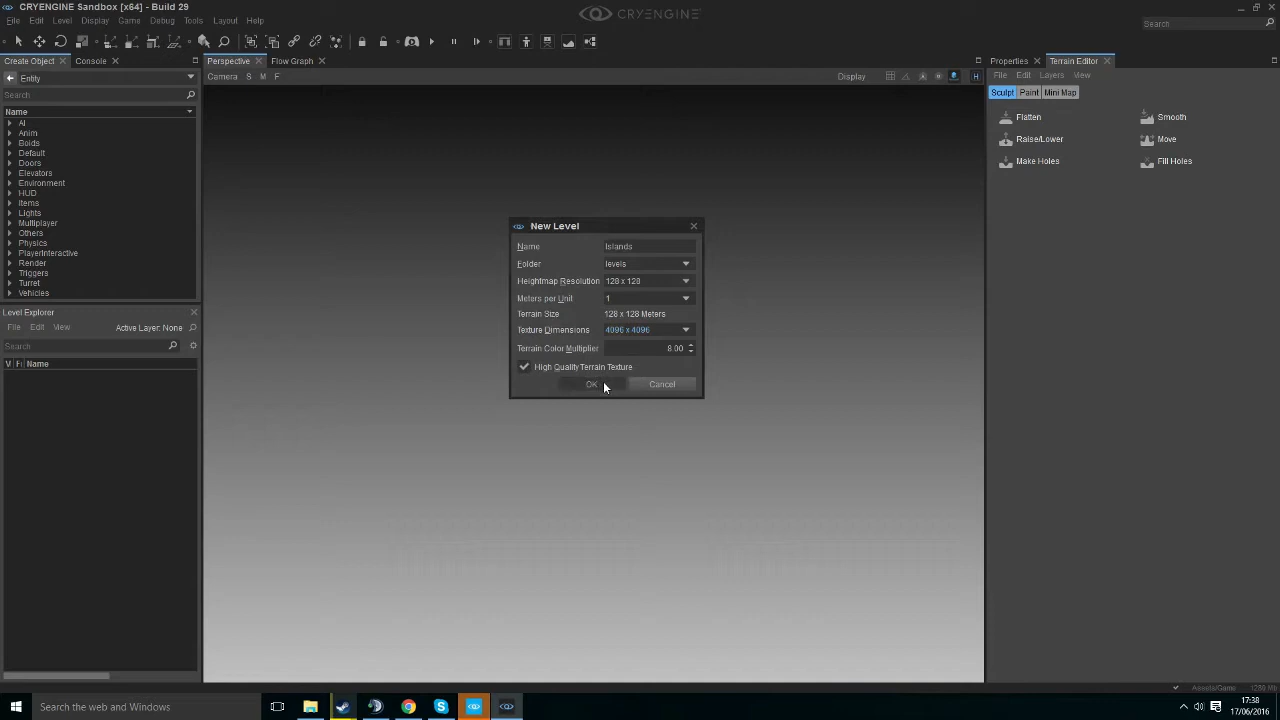 CRYENGINE Sandbox [x64] - Build 29
CRYENGINE
File Edit Level Display Game Debug Tools Layout Help
Search
Create Object Console
Perspective Flow Graph
Properties Terrain Editor
Entity
Camera S M F
Display
H
File Edit Layers View
Search
Sculpt Paint Mini Map
Name
AI
Anim
Boids
Default
Doors
Elevators
Environment
HUD
Items
Lights
Multiplayer
Others
Physics
PlayerInteractive
Render
Triggers
Turret
Vehicles
Flatten Smooth
Raise/Lower Move
Make Holes Fill Holes
New Level
Name Islands
Folder levels
Heightmap Resolution 128 x 128
Meters per Unit 1
Terrain Size 128 x 128 Meters
Texture Dimensions 4096 x 4096
Terrain Color Multiplier 8.00
High Quality Terrain Texture
OK Cancel
Level Explorer
File Edit View Active Layer: None
Search
V Fr Name
Assets/Game
Search the web and Windows
17:38
17/06/2016